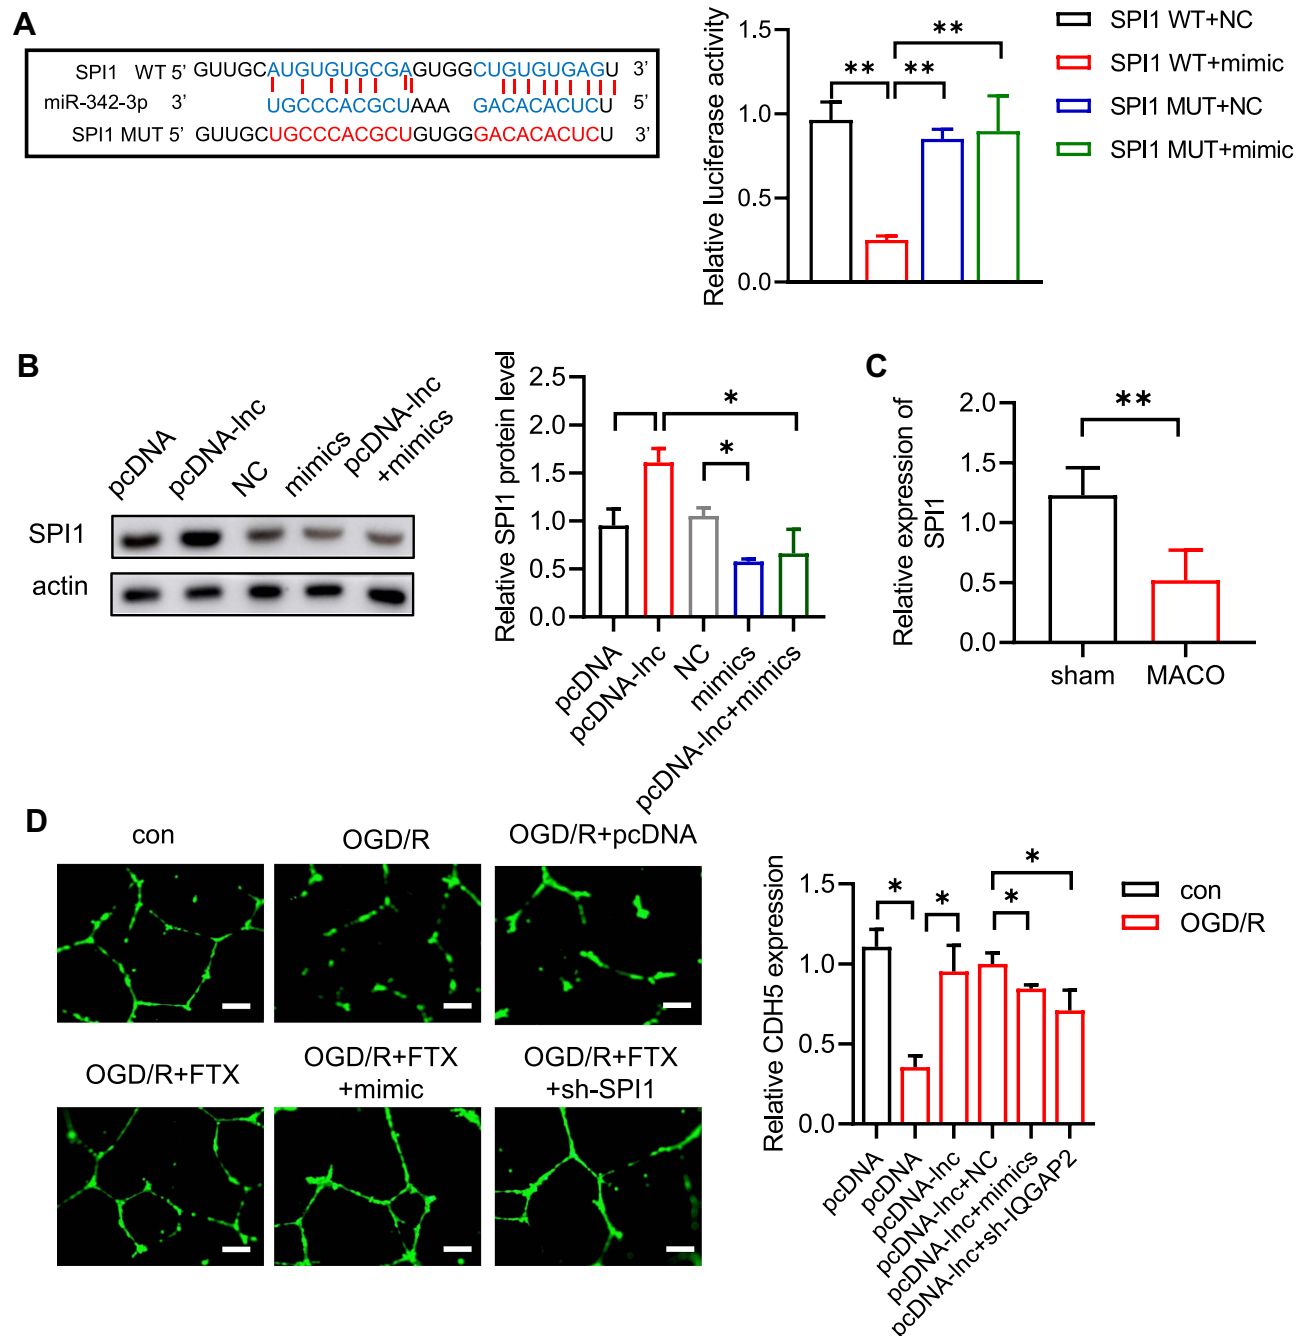 A
SPI1 WT 5’ GUUGCAUGUGUGCGAGUGGCUGUGUGAGU 3’
miR-342-3p 3’ UGCCCACGCUAAA GACACACUCU 5’
SPI1 MUT 5’ GUUGCUGCCCACGCUGUGGGACACACUCU 3’
Relative luciferase activity
1.5
1.0
0.5
0.0
**
**
**
SPI1 WT+NC
SPI1 WT+mimic
SPI1 MUT+NC
SPI1 MUT+mimic
B
pcDNA
pcDNA-lnc
NC
mimics
pcDNA-lnc
+mimics
SPI1
actin
Relative SPI1 protein level
2.5
2.0
1.5
1.0
0.5
0.0
*
*
pcDNA
pcDNA-lnc
NC
mimics
pcDNA-lnc+mimics
C
Relative expression of
SPI1
2.0
1.5
1.0
0.5
0.0
**
sham
MACO
D
con
OGD/R
OGD/R+pcDNA
OGD/R+FTX
OGD/R+FTX
+mimic
OGD/R+FTX
+sh-SPI1
Relative CDH5 expression
1.5
1.0
0.5
0.0
*
*
*
*
pcDNA
pcDNA
pcDNA-lnc
pcDNA-lnc+NC
pcDNA-lnc+mimics
pcDNA-lnc+sh-IQGAP2
con
OGD/R